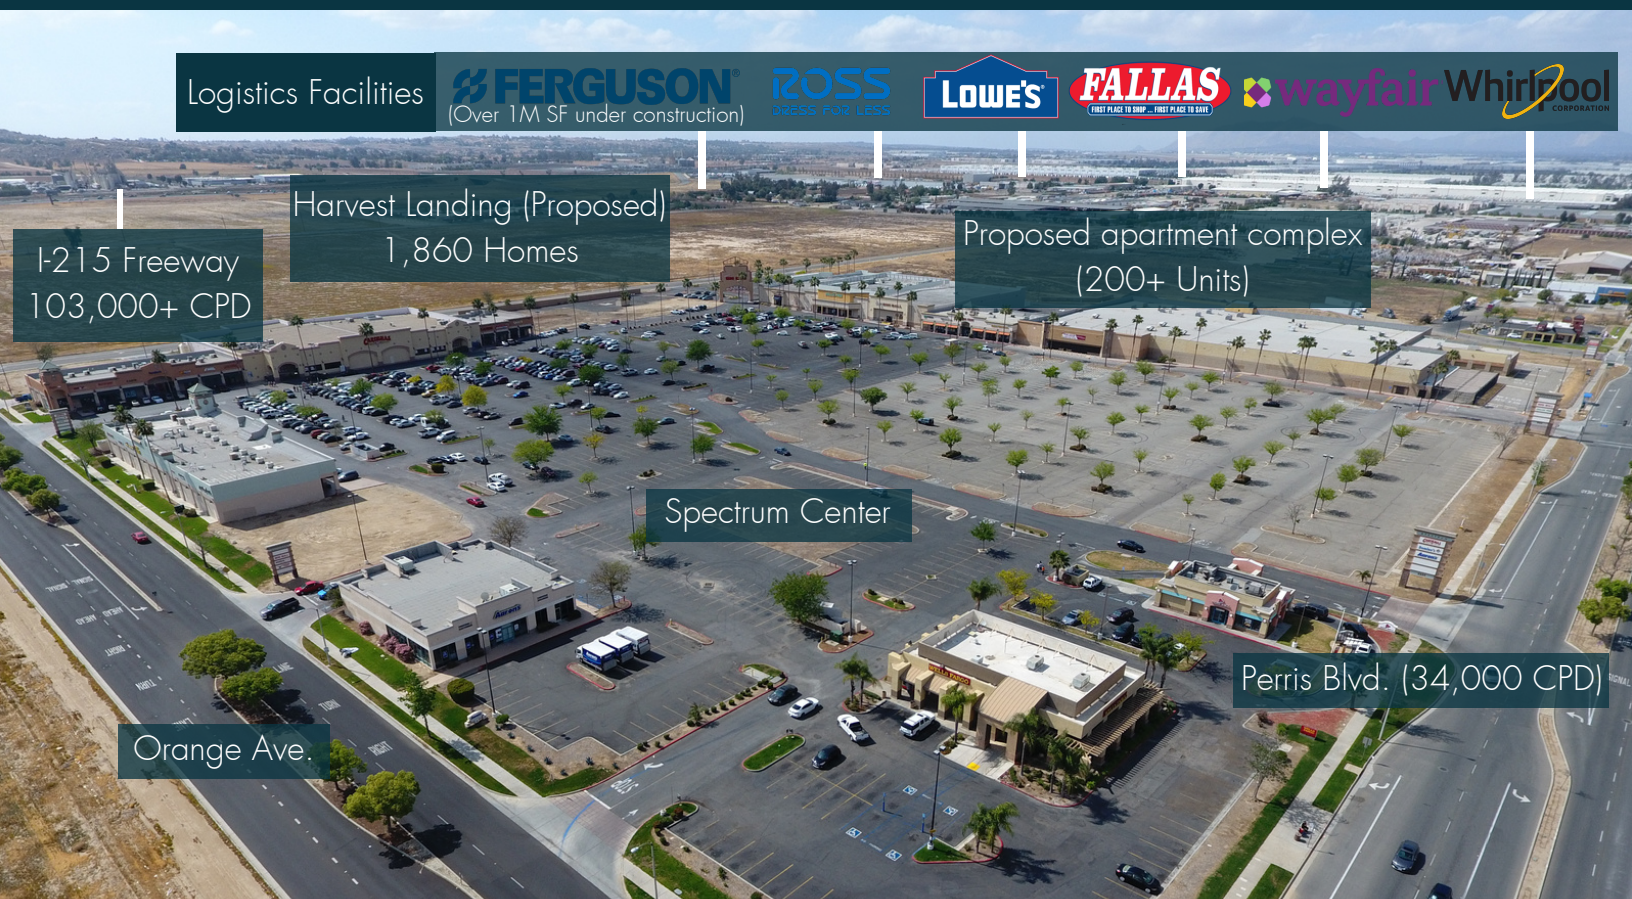 Logistics Facilities
FERGUSON
(Over 1M SF under construction)
ROSS
DRESS FOR LESS
LOWE'S
FALLAS
FIRST PLACE TO SHOP ... FIRST PLACE TO SAVE
wayfair
Whirlpool
CORPORATION
Harvest Landing (Proposed)
1,860 Homes
Proposed apartment complex
(200+ Units)
I-215 Freeway
103,000+ CPD
Spectrum Center
Perris Blvd. (34,000 CPD)
Orange Ave.
Aaron's
BUS